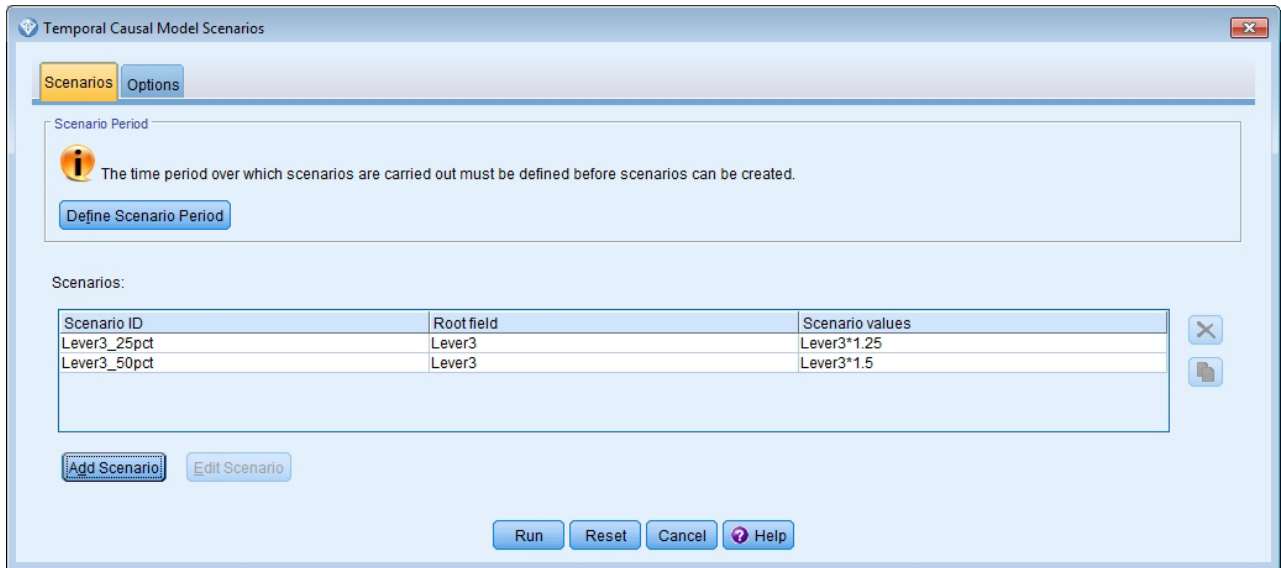 Temporal Causal Model Scenarios
Scenarios Options
Scenario Period
The time period over which scenarios are carried out must be defined before scenarios can be created.
Define Scenario Period
Scenarios:
Scenario ID Root field Scenario values
Lever3_25pct Lever3 Lever3*1.25
Lever3_50pct Lever3 Lever3*1.5
Add Scenario Edit Scenario
Run Reset Cancel Help